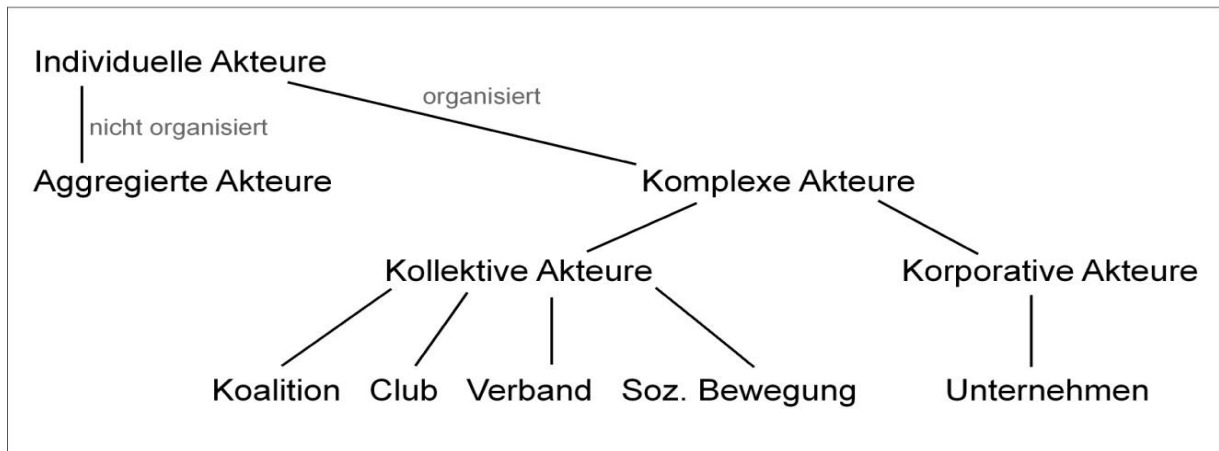 Individuelle Akteure
organisiert
nicht organisiert
Aggregierte Akteure
Komplexe Akteure
Kollektive Akteure
Korporative Akteure
Koalition
Club
Verband
Soz. Bewegung
Unternehmen